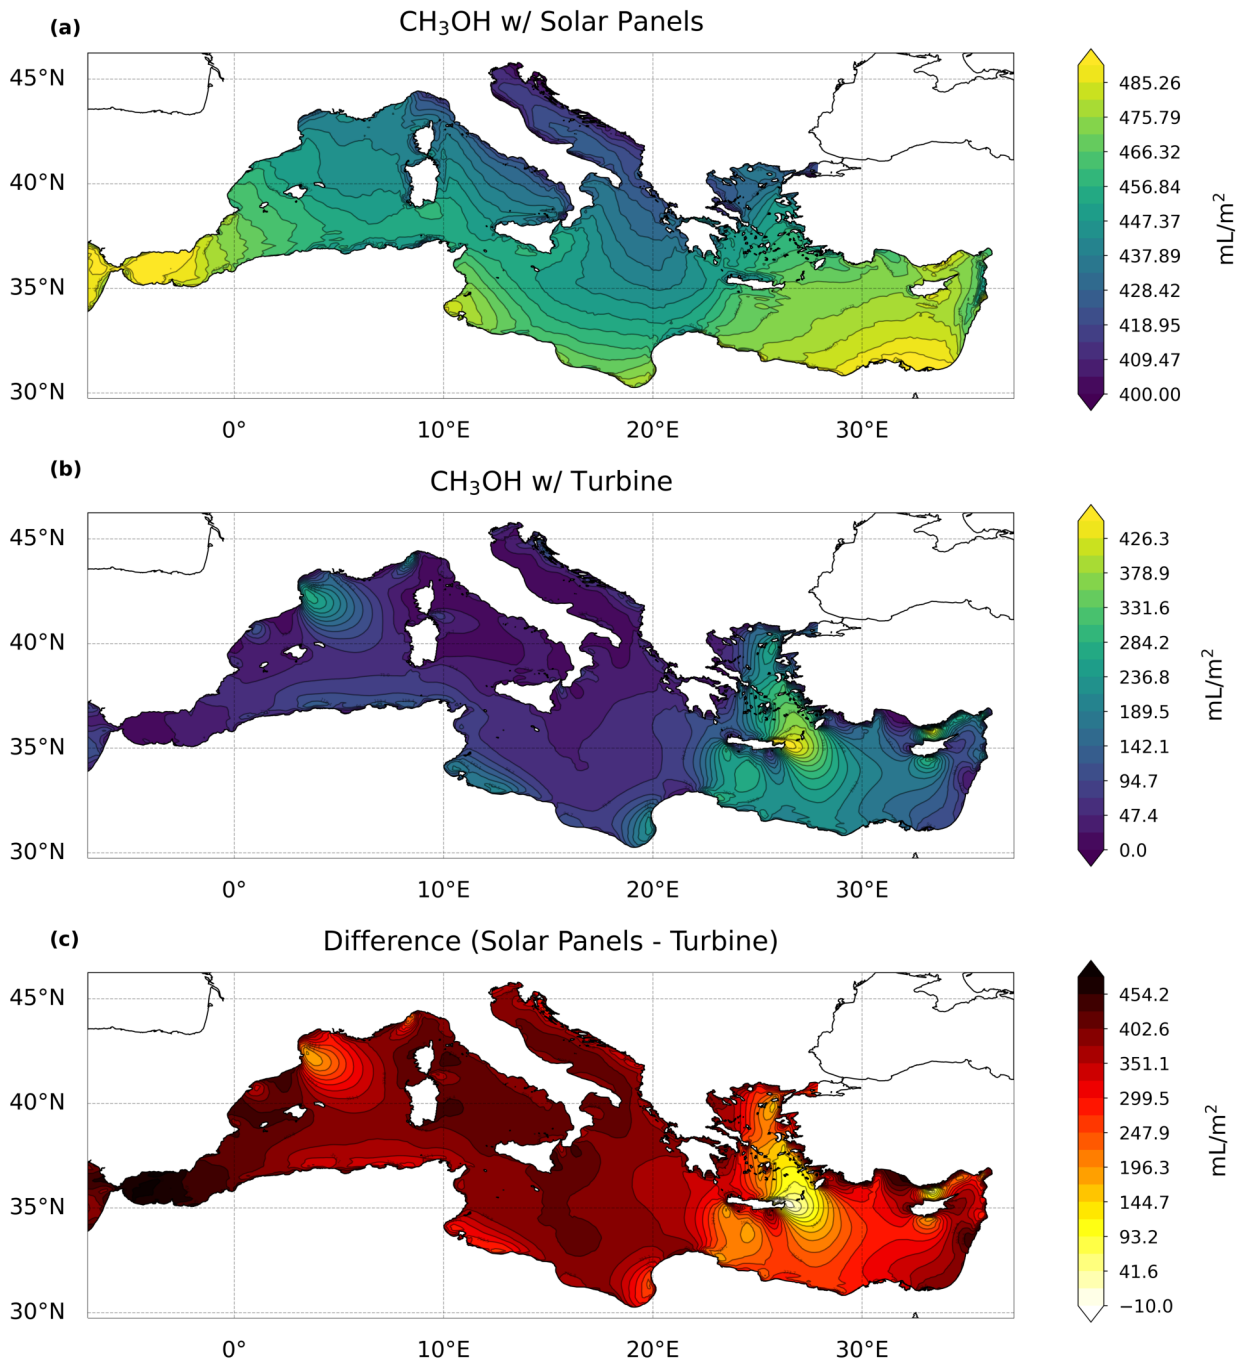 (a)
CH₃OH w/ Solar Panels
45°N
40°N
35°N
30°N
0°
10°E
20°E
30°E
485.26
475.79
466.32
456.84
447.37
437.89
428.42
418.95
409.47
400.00
mL/m²
(b)
CH₃OH w/ Turbine
45°N
40°N
35°N
30°N
0°
10°E
20°E
30°E
426.3
378.9
331.6
284.2
236.8
189.5
142.1
94.7
47.4
0.0
mL/m²
(c)
Difference (Solar Panels - Turbine)
45°N
40°N
35°N
30°N
0°
10°E
20°E
30°E
454.2
402.6
351.1
299.5
247.9
196.3
144.7
93.2
41.6
−10.0
mL/m²